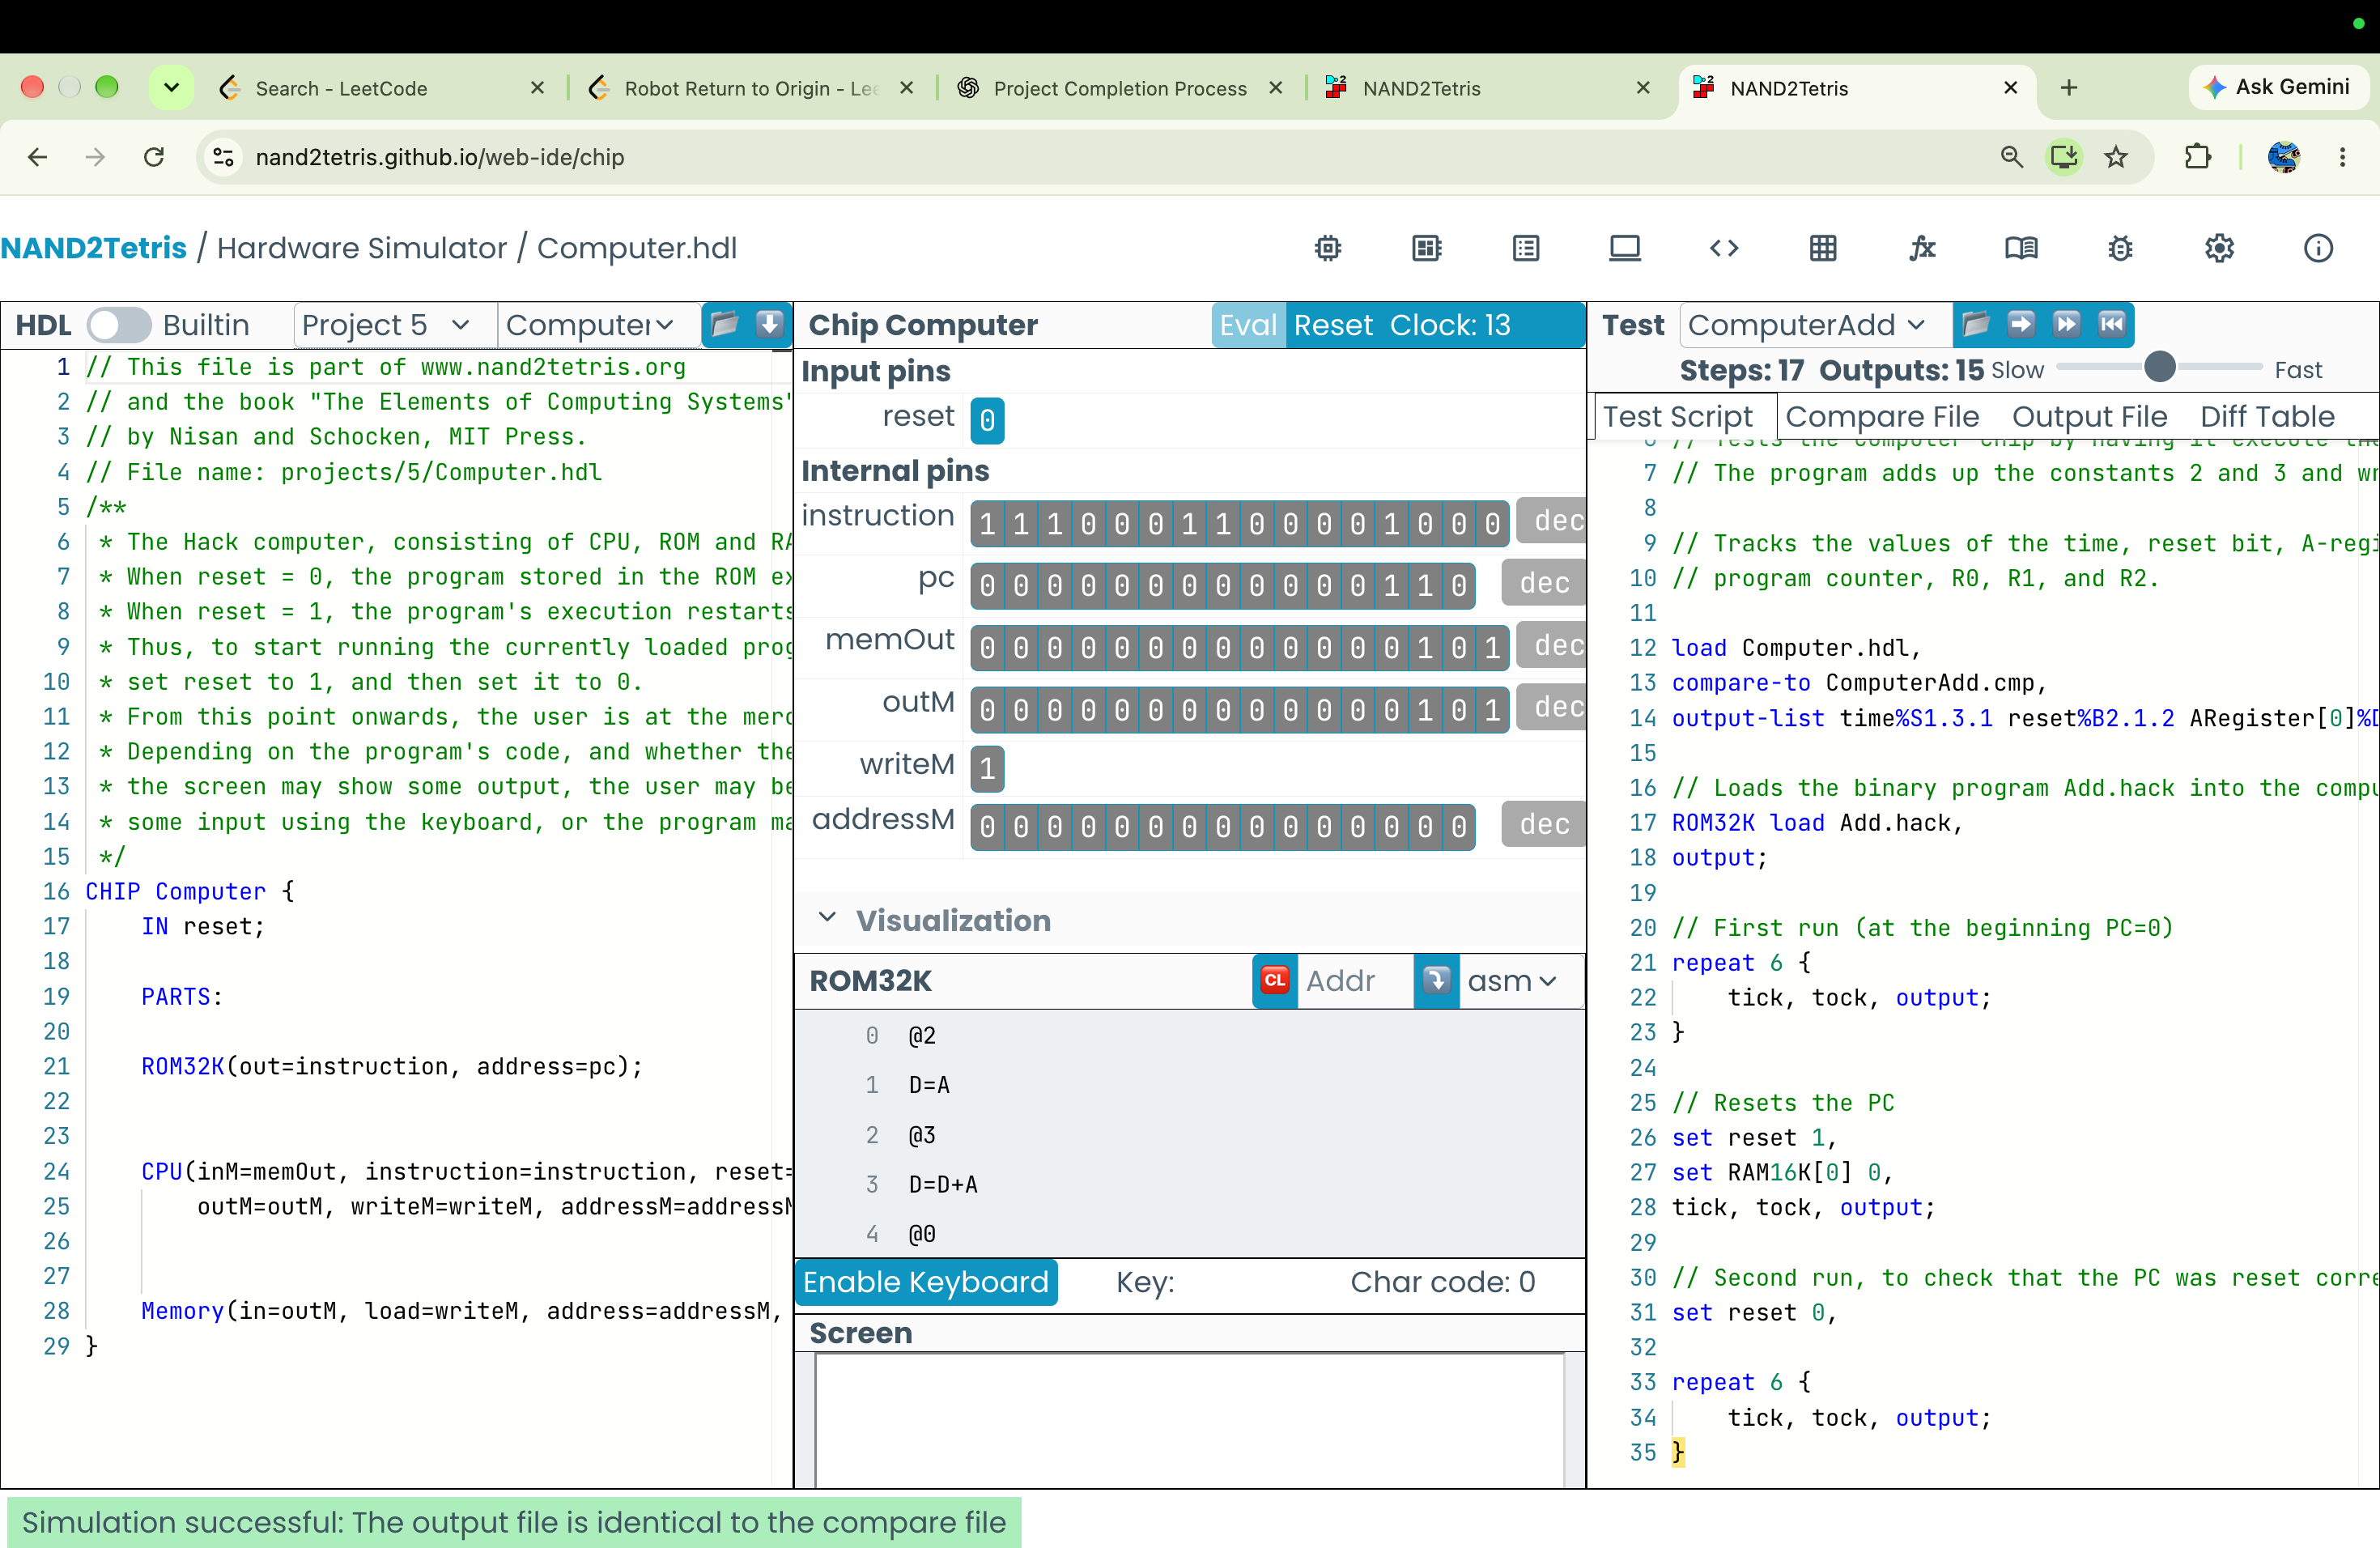 Search - LeetCode
Robot Return to Origin - Lee
Project Completion Process
NAND2Tetris
NAND2Tetris
Ask Gemini
nand2tetris.github.io/web-ide/chip
NAND2Tetris / Hardware Simulator / Computer.hdl
HDL Builtin Project 5 Computer
1 // This file is part of www.nand2tetris.org
2 // and the book "The Elements of Computing Systems"
3 // by Nisan and Schocken, MIT Press.
4 // File name: projects/5/Computer.hdl
5 /**
6 * The Hack computer, consisting of CPU, ROM and RA
7 * When reset = 0, the program stored in the ROM ex
8 * When reset = 1, the program's execution restarts
9 * Thus, to start running the currently loaded prog
10 * set reset to 1, and then set it to 0.
11 * From this point onwards, the user is at the merc
12 * Depending on the program's code, and whether the
13 * the screen may show some output, the user may be
14 * some input using the keyboard, or the program ma
15 */
16 CHIP Computer {
17 IN reset;
18
19 PARTS:
20
21 ROM32K(out=instruction, address=pc);
22
23
24 CPU(inM=memOut, instruction=instruction, reset=
25 outM=outM, writeM=writeM, addressM=addressM
26
27
28 Memory(in=outM, load=writeM, address=addressM,
29 }
Chip Computer Eval Reset Clock: 13
Input pins
reset 0
Internal pins
instruction 1 1 1 0 0 0 1 1 0 0 0 0 1 0 0 0 dec
pc 0 0 0 0 0 0 0 0 0 0 0 0 1 1 0 dec
memOut 0 0 0 0 0 0 0 0 0 0 0 0 0 1 0 1 dec
outM 0 0 0 0 0 0 0 0 0 0 0 0 0 1 0 1 dec
writeM 1
addressM 0 0 0 0 0 0 0 0 0 0 0 0 0 0 0 dec
Visualization
ROM32K CL Addr asm
0 @2
1 D=A
2 @3
3 D=D+A
4 @0
Enable Keyboard Key: Char code: 0
Screen
Test ComputerAdd
Steps: 17 Outputs: 15 Slow Fast
Test Script Compare File Output File Diff Table
6 // Tests the Computer chip by having it execute the
7 // The program adds up the constants 2 and 3 and wr
8
9 // Tracks the values of the time, reset bit, A-regi
10 // program counter, R0, R1, and R2.
11
12 load Computer.hdl,
13 compare-to ComputerAdd.cmp,
14 output-list time%S1.3.1 reset%B2.1.2 ARegister[0]%D
15
16 // Loads the binary program Add.hack into the compu
17 ROM32K load Add.hack,
18 output;
19
20 // First run (at the beginning PC=0)
21 repeat 6 {
22 tick, tock, output;
23 }
24
25 // Resets the PC
26 set reset 1,
27 set RAM16K[0] 0,
28 tick, tock, output;
29
30 // Second run, to check that the PC was reset corre
31 set reset 0,
32
33 repeat 6 {
34 tick, tock, output;
35 }
Simulation successful: The output file is identical to the compare file